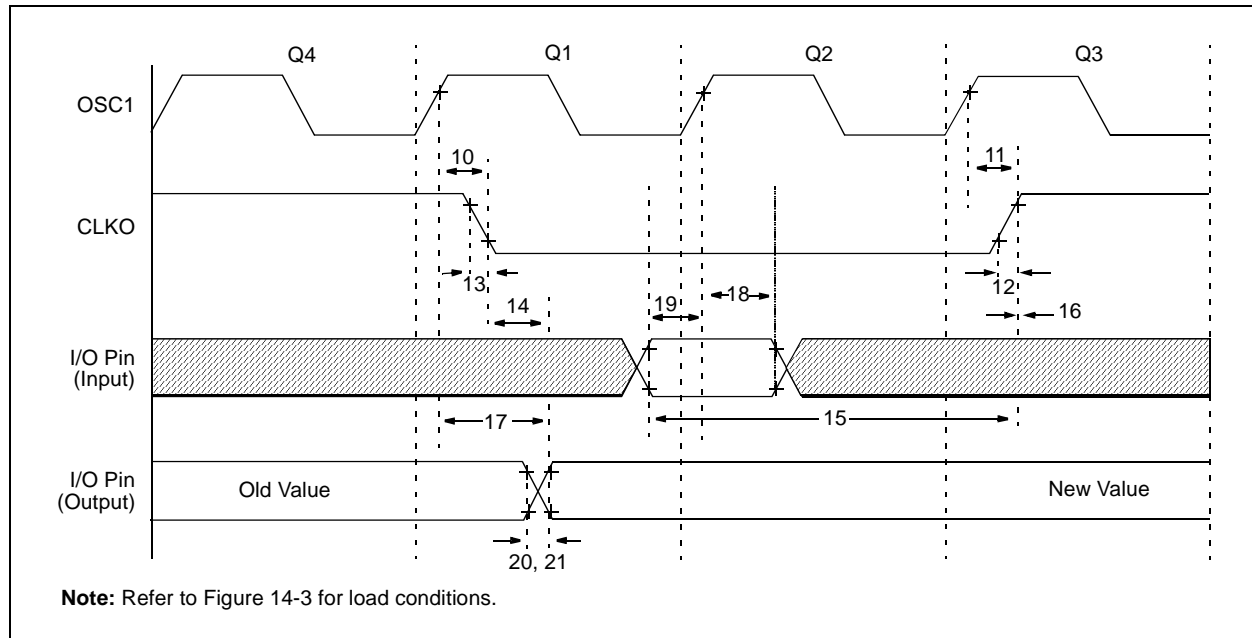 Q4 Q1 Q2 Q3
OSC1
10 11
CLKO
13 12
14 19 18 16
I/O Pin
(Input)
17 15
I/O Pin
(Output)
Old Value New Value
20, 21
Note: Refer to Figure 14-3 for load conditions.